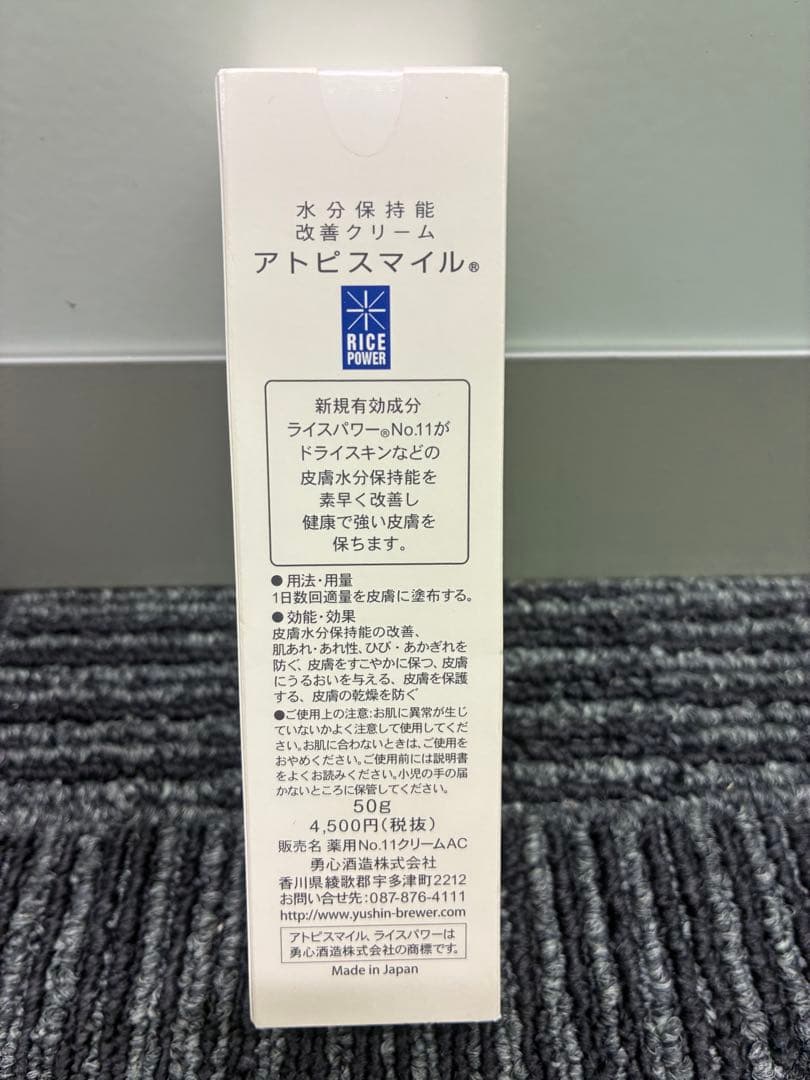 水分保持能
改善クリーム
アトピスマイル®
RICE
POWER
新規有効成分
ライスパワー®No.11が
ドライスキンなどの
皮膚水分保持能を
素早く改善し
健康で強い皮膚を
保ちます。
●用法・用量
1日数回適量を皮膚に塗布する。
●効能・効果
皮膚水分保持能の改善、
肌あれ・あれ性、ひび・あかぎれを
防ぐ、皮膚をすこやかに保つ、皮膚
にうるおいを与える、皮膚を保護
する、皮膚の乾燥を防ぐ
●ご使用上の注意:お肌に異常が生じ
ていないかよく注意して使用してくだ
さい。お肌に合わないときは、ご使用を
おやめください。ご使用前には説明書
をよくお読みください。小児の手の届
かないところに保管してください。
50g
4,500円(税抜)
販売名 薬用No.11クリームAC
勇心酒造株式会社
香川県綾歌郡宇多津町2212
お問い合せ先:087-876-4111
http://www.yushin-brewer.com
アトピスマイル、ライスパワーは
勇心酒造株式会社の商標です。
Made in Japan